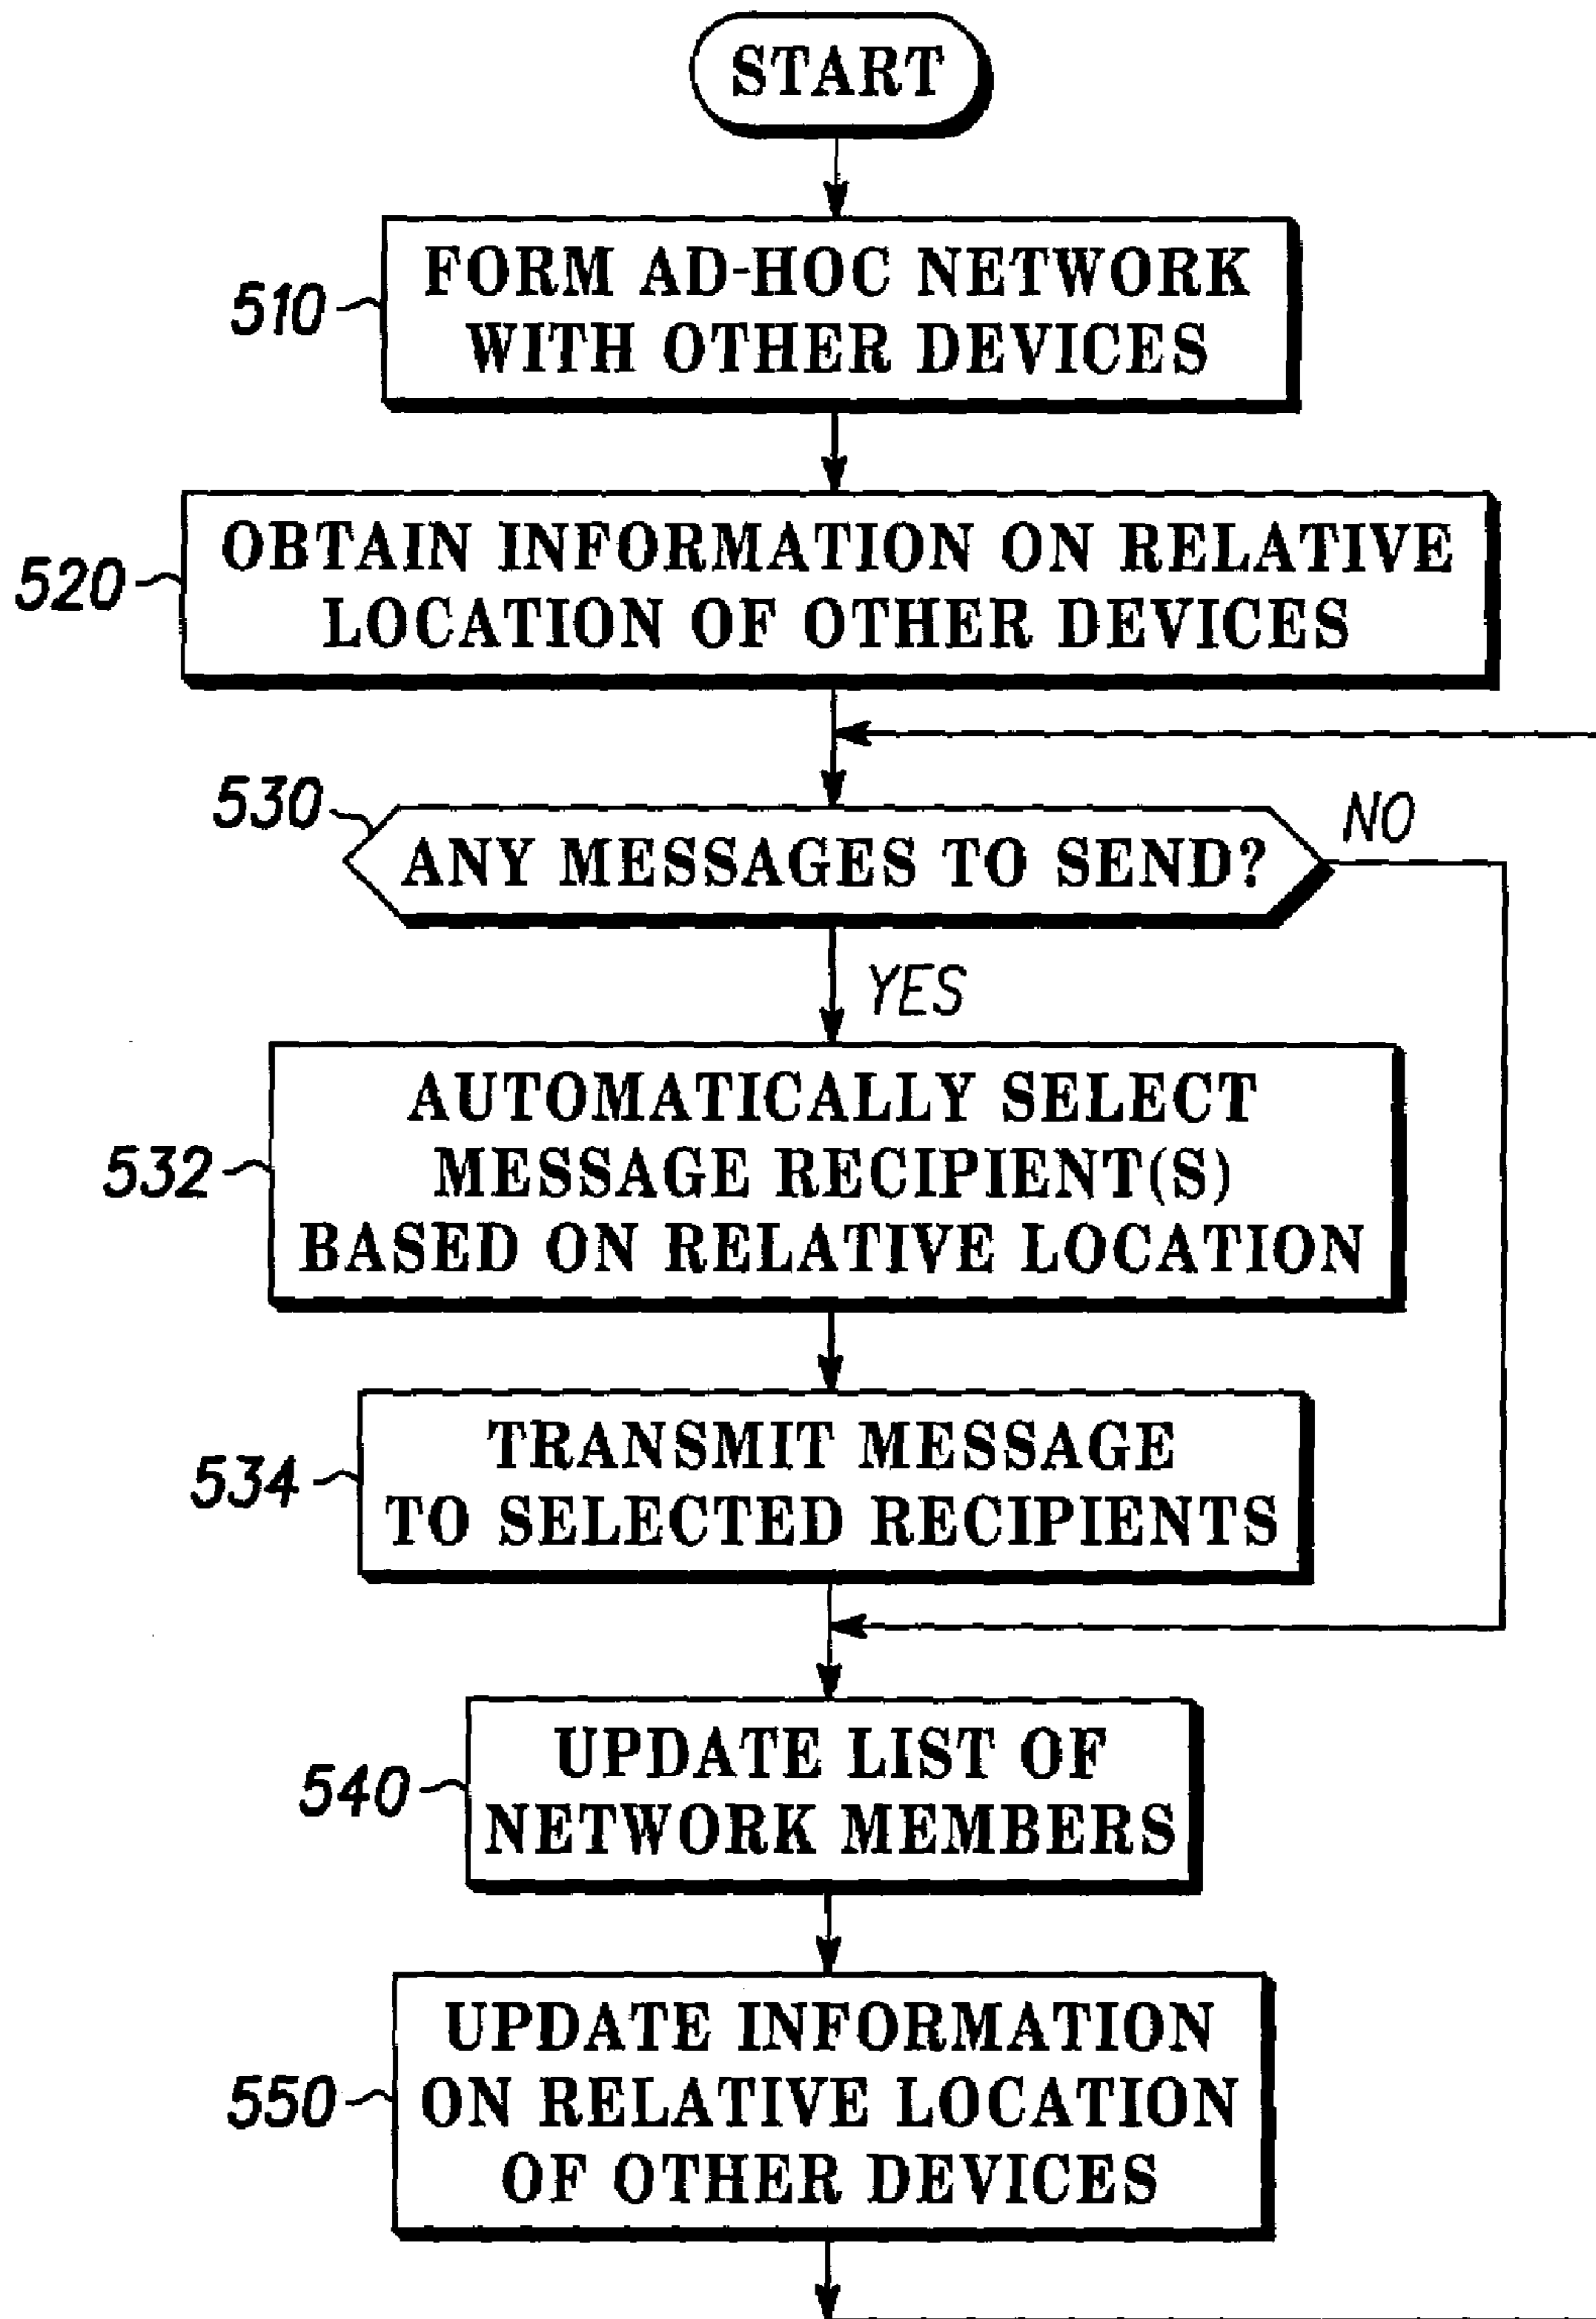 START
510
FORM AD-HOC NETWORK
WITH OTHER DEVICES
520
OBTAIN INFORMATION ON RELATIVE
LOCATION OF OTHER DEVICES
530
ANY MESSAGES TO SEND?
NO
YES
532
AUTOMATICALLY SELECT
MESSAGE RECIPIENT(S)
BASED ON RELATIVE LOCATION
534
TRANSMIT MESSAGE
TO SELECTED RECIPIENTS
540
UPDATE LIST OF
NETWORK MEMBERS
550
UPDATE INFORMATION
ON RELATIVE LOCATION
OF OTHER DEVICES